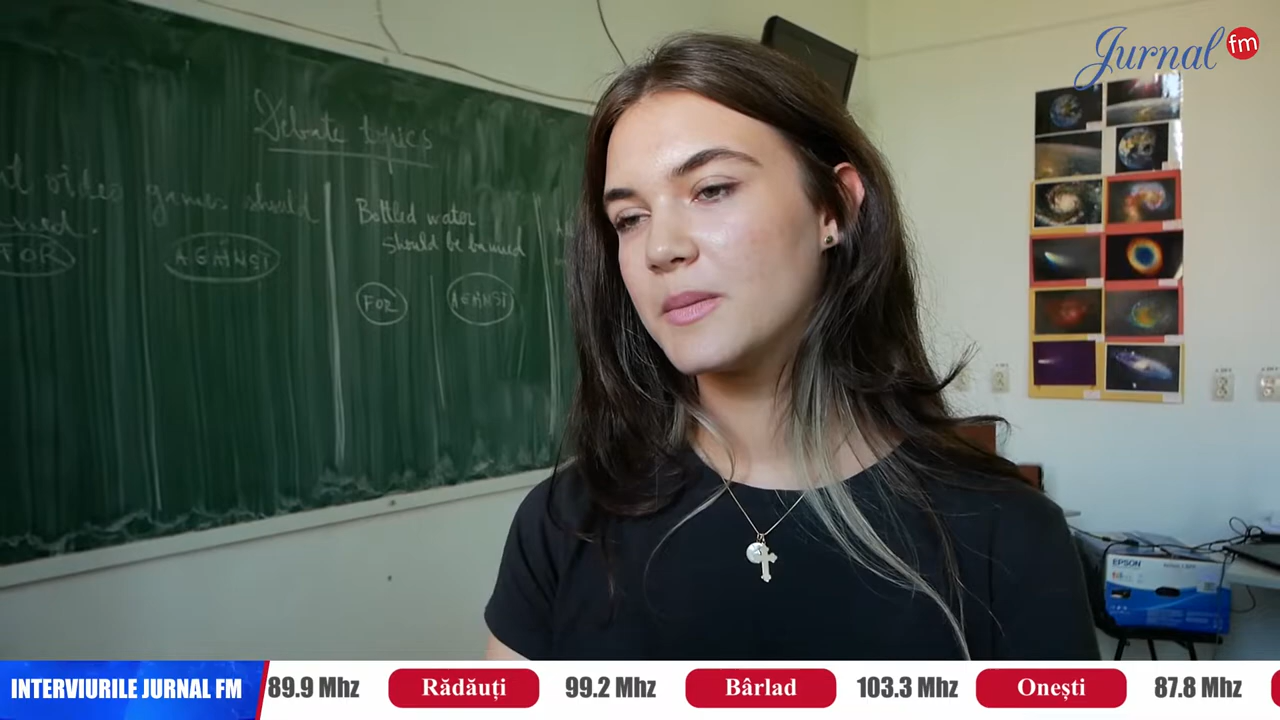 Jurnal fm
Debate topics
video games should
FOR
AGAINST
Bottled water
should be banned
FOR
AGAINST
EPSON
INTERVIURILE JURNAL FM
89.9 Mhz
Rădăuți
99.2 Mhz
Bârlad
103.3 Mhz
Onești
87.8 Mhz